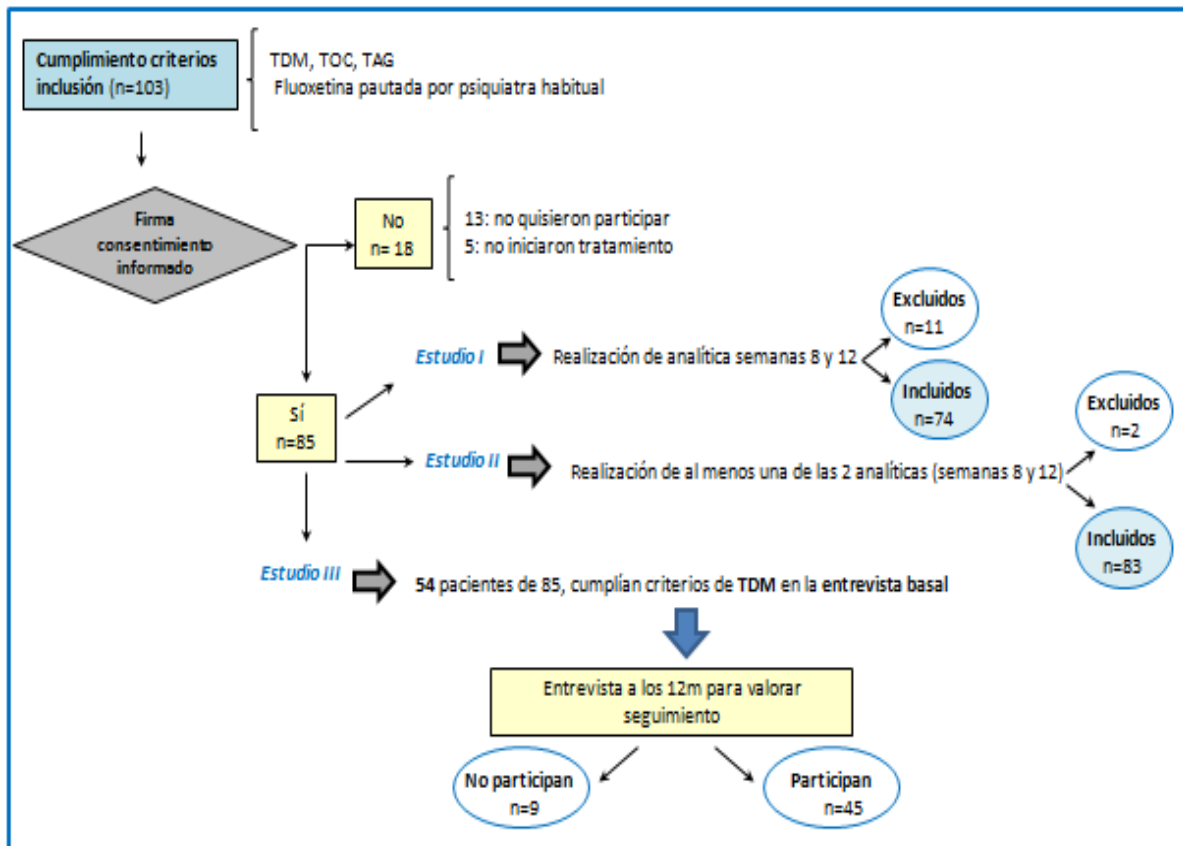 Cumplimiento criterios
inclusión (n=103)
TDM, TOC, TAG
Fluoxetina pautada por psiquiatra habitual
Firma
consentimiento
informado
No
n= 18
13: no quisieron participar
5: no iniciaron tratamiento
Sí
n=85
Estudio I
Realización de analítica semanas 8 y 12
Excluidos
n=11
Incluidos
n=74
Estudio II
Realización de al menos una de las 2 analíticas (semanas 8 y 12)
Excluidos
n=2
Incluidos
n=83
Estudio III
54 pacientes de 85, cumplían criterios de TDM en la entrevista basal
Entrevista a los 12m para valorar
seguimiento
No participan
n=9
Participan
n=45